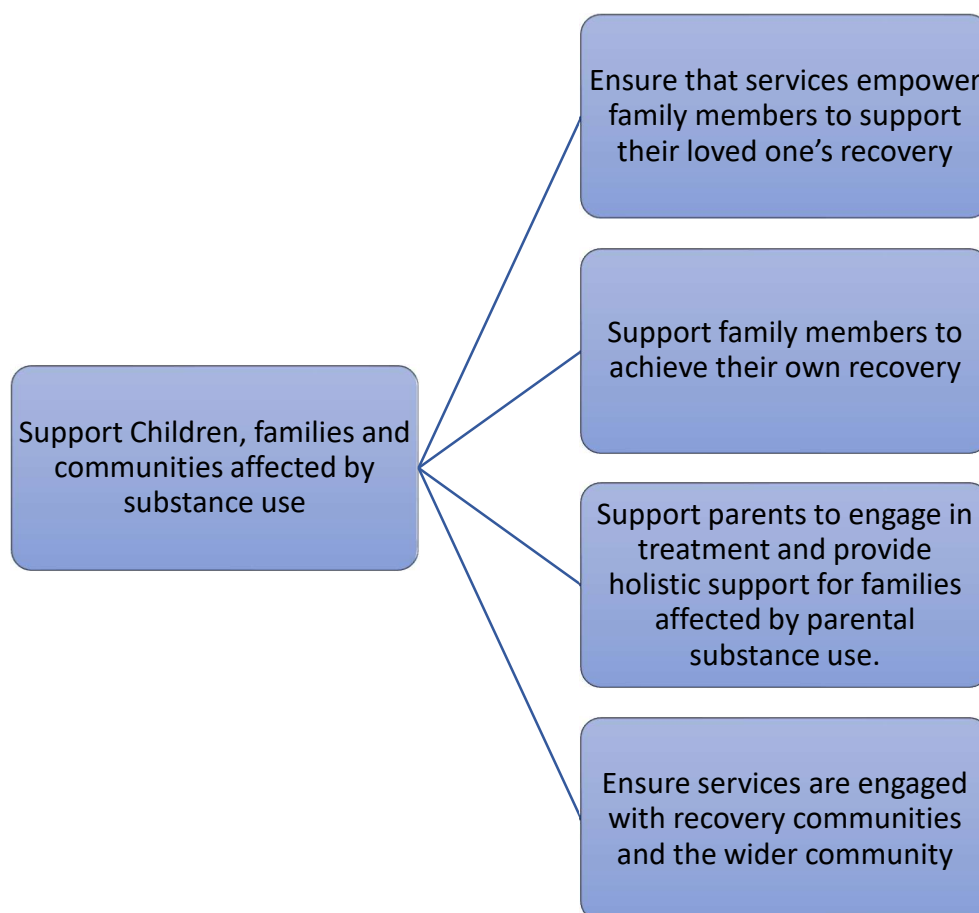 Ensure that services empower
family members to support
their loved one’s recovery
Support family members to
achieve their own recovery
Support Children, families and
communities affected by
substance use
Support parents to engage in
treatment and provide
holistic support for families
affected by parental
substance use.
Ensure services are engaged
with recovery communities
and the wider community